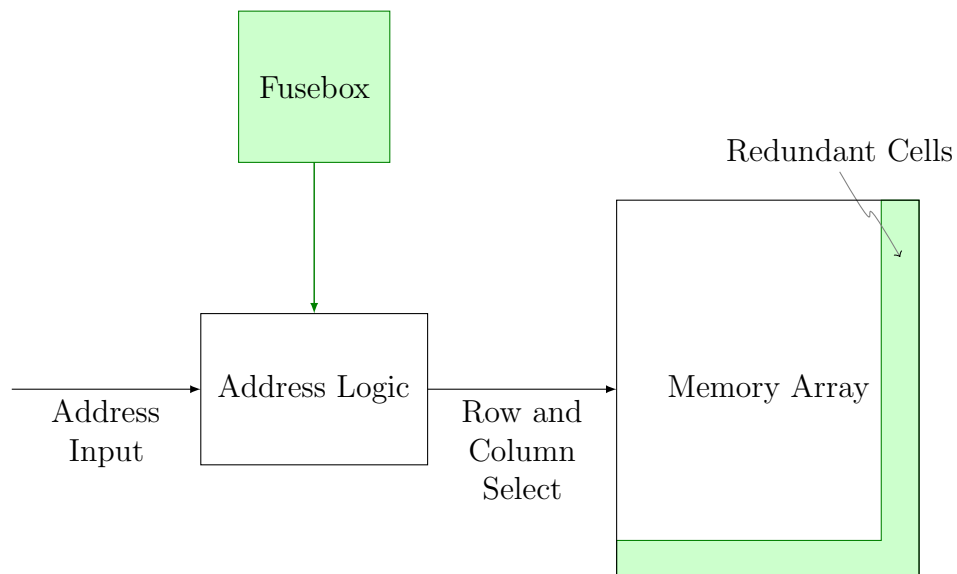 Fusebox
Redundant Cells
Address Logic
Memory Array
Address
Input
Row and
Column
Select